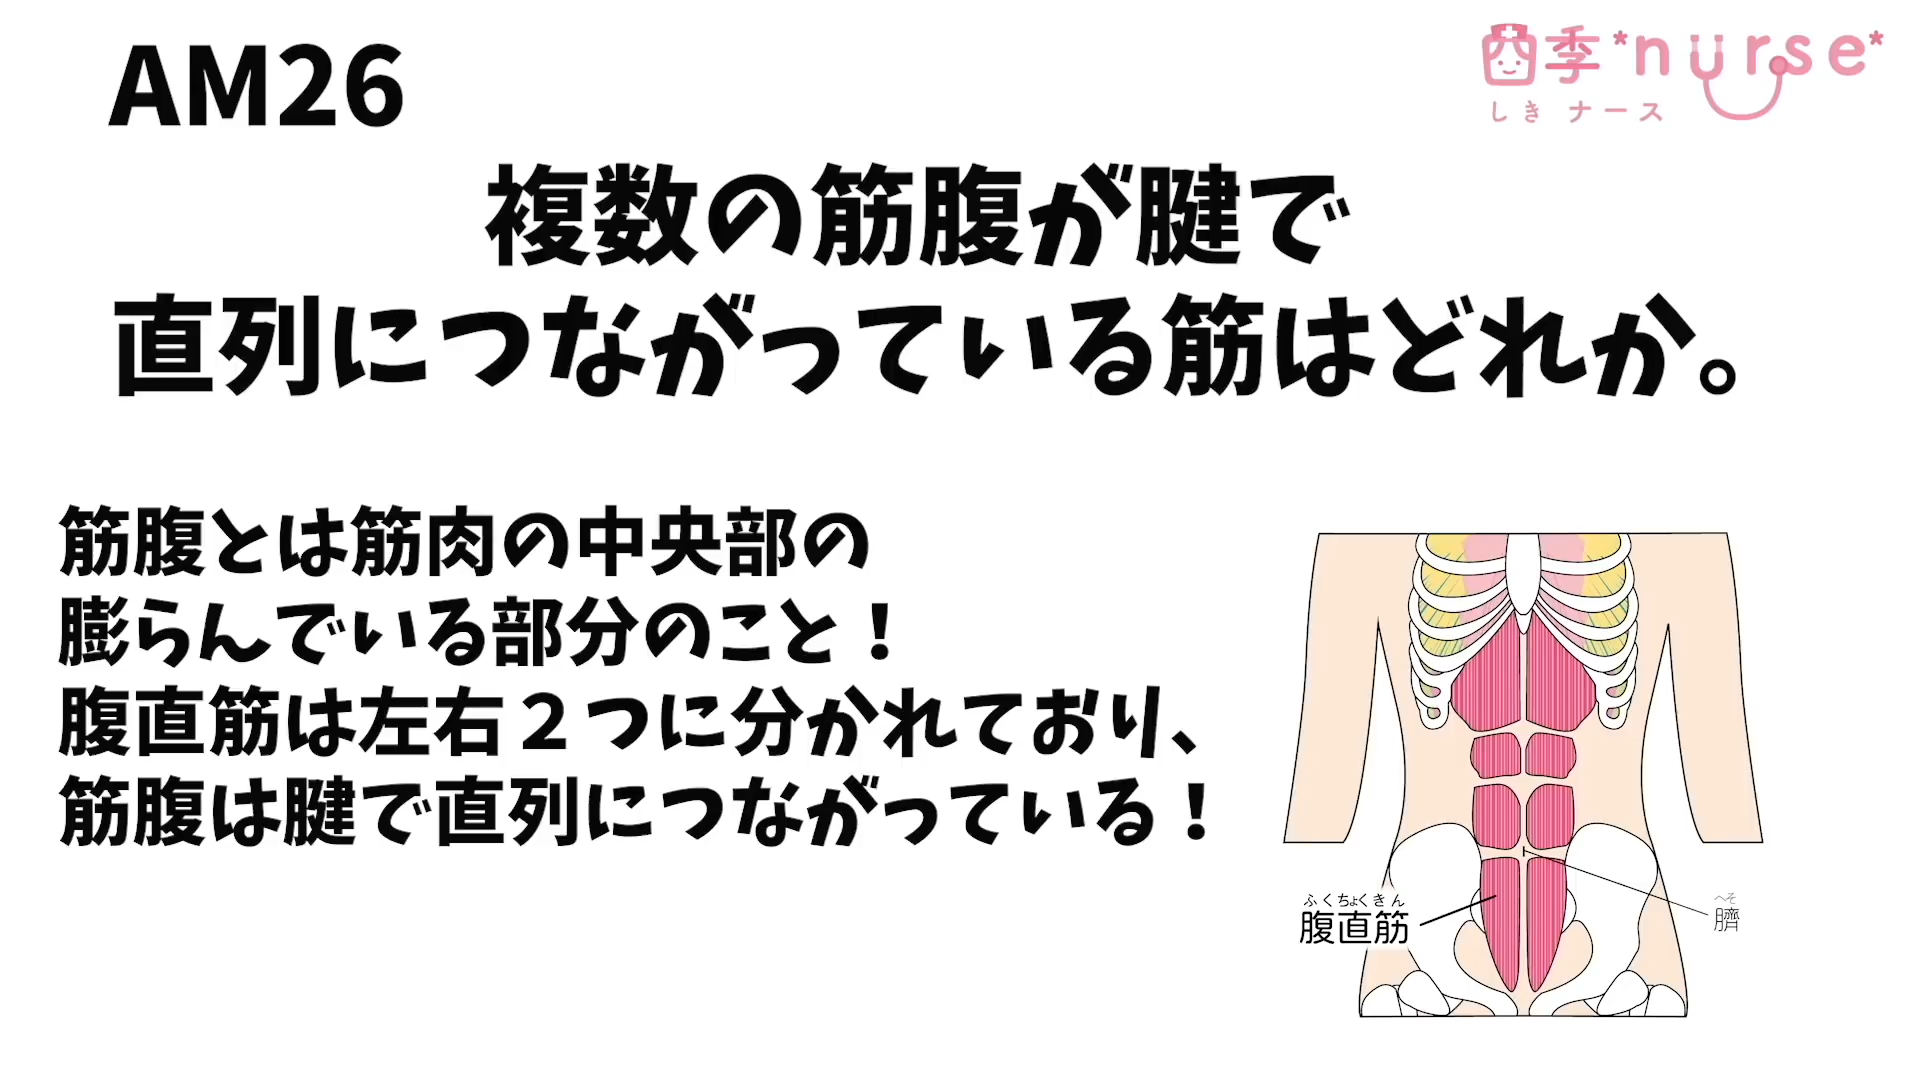 AM26
四季*nurse*
しきナース
複数の筋腹が腱で
直列につながっている筋はどれか。
筋腹とは筋肉の中央部の
膨らんでいる部分のこと！
腹直筋は左右２つに分かれており、
筋腹は腱で直列につながっている！
ふくちょくきん
腹直筋
へそ
臍